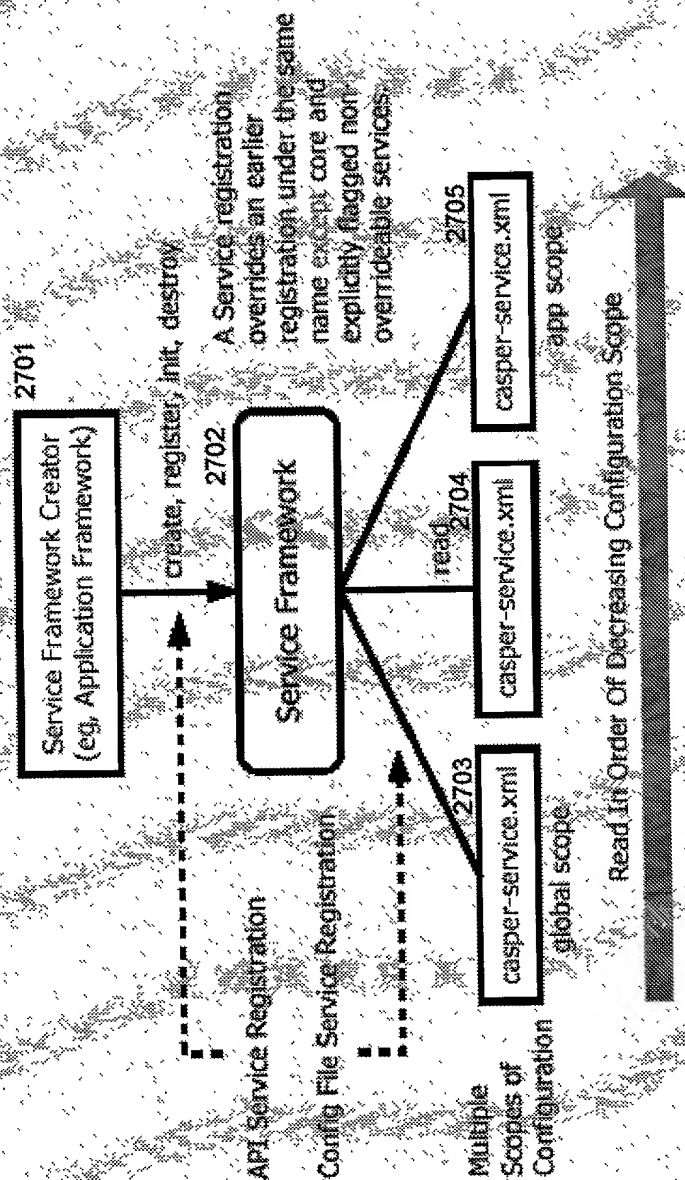 2701
Service Framework Creator
(eg, Application Framework)
create, register, init, destroy
API Service Registration
2702
Service Framework
A Service registration
overrides an earlier
registration under the same
name except core and
explicitly flagged non-
overrideable services.
Config File Service Registration
read
2703
casper-service.xml
2704
casper-service.xml
2705
casper-service.xml
Multiple
Scopes of
Configuration
global scope
app scope
Read In Order Of Decreasing Configuration Scope